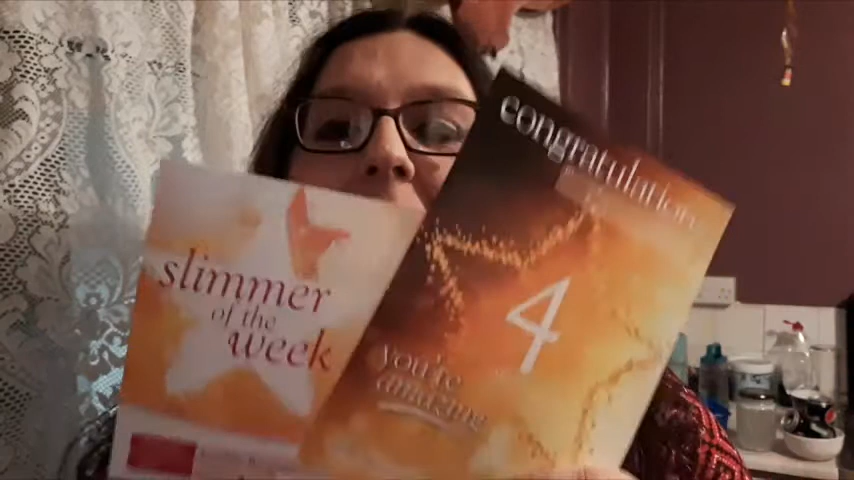 slimmer
of the
week
congratulation
4
you're
amazing